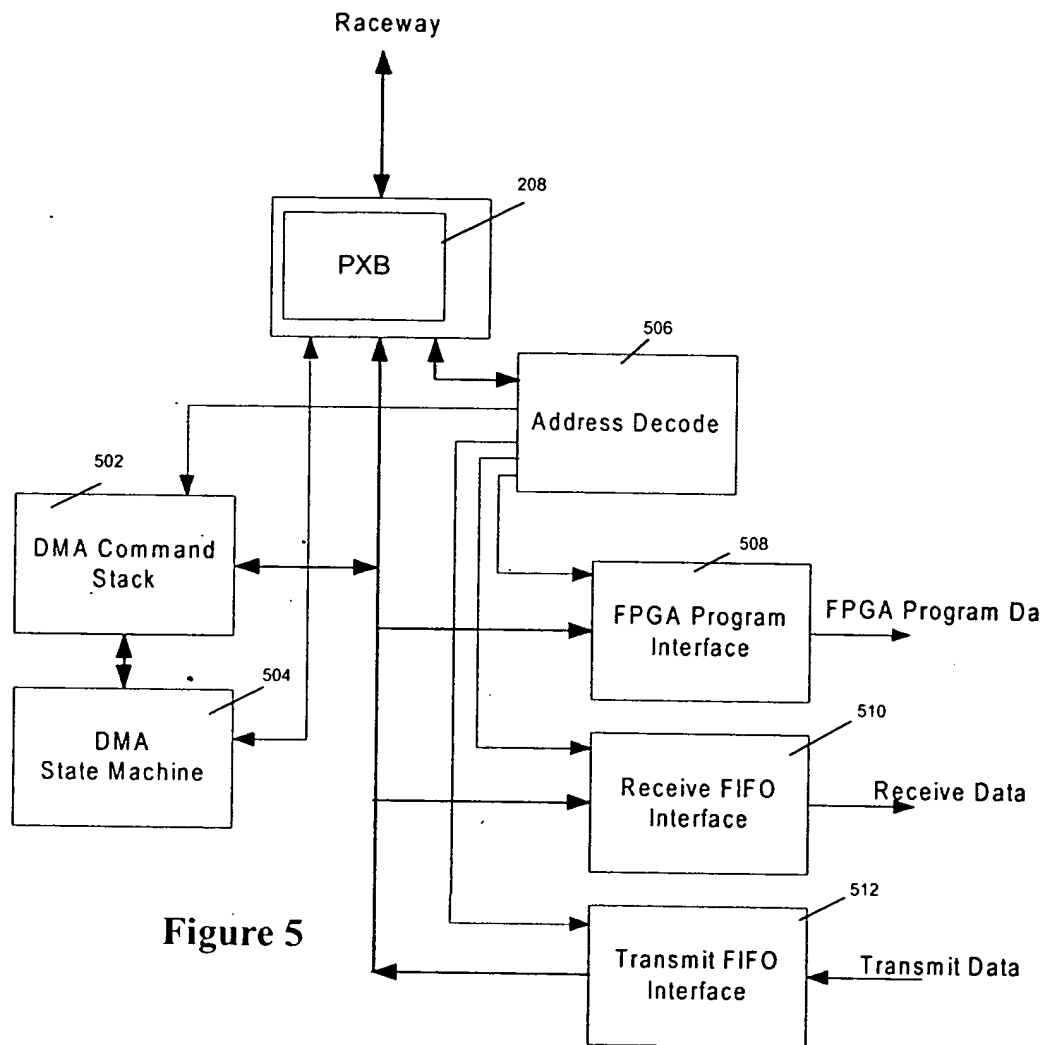 Raceway
208
PXB
506
Address Decode
502
DMA Command
Stack
508
FPGA Program
Interface
FPGA Program Da
504
DMA
State Machine
510
Receive FIFO
Interface
Receive Data
512
Transmit FIFO
Interface
Transmit Data
Figure 5